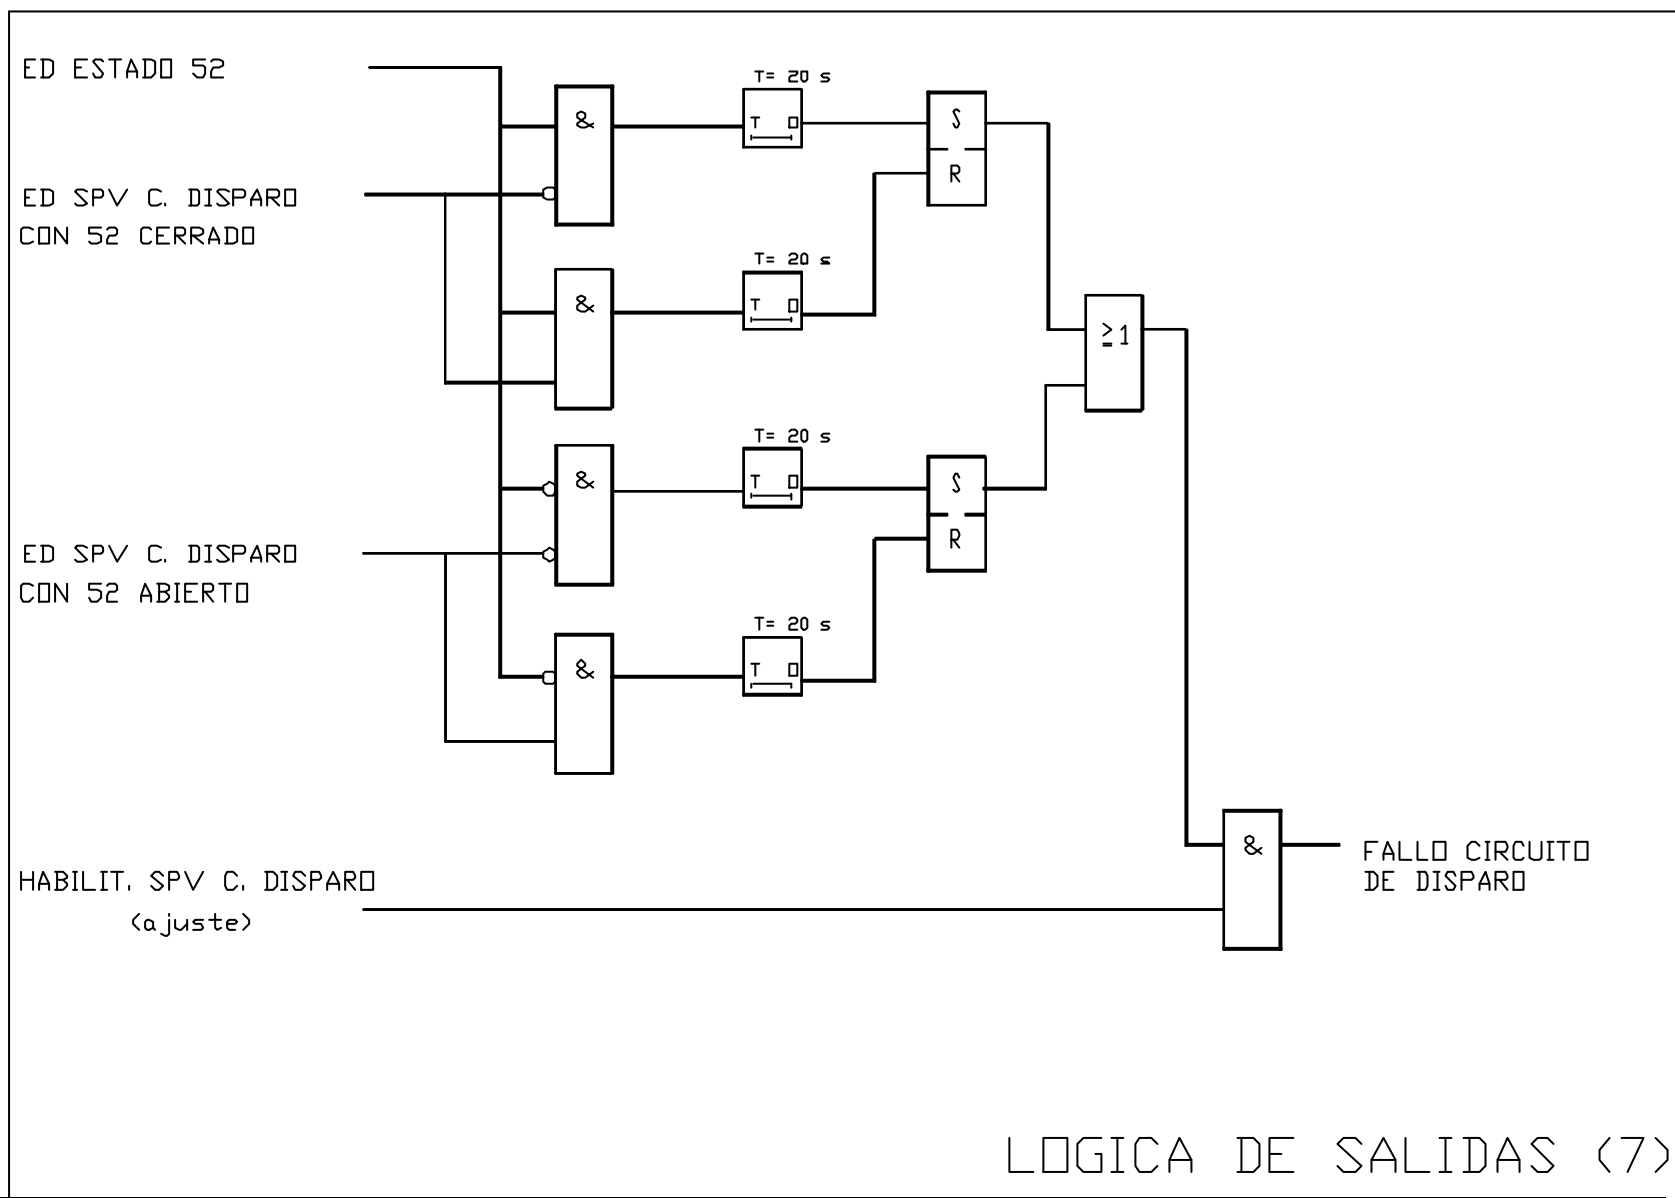 ED ESTADO 52
T= 20 s
&
T O
S
R
ED SPV C. DISPARO
CON 52 CERRADO
T= 20 s
&
T O
≥1
T= 20 s
&
T O
S
R
ED SPV C. DISPARO
CON 52 ABIERTO
T= 20 s
&
T O
&
FALLO CIRCUITO
DE DISPARO
HABILIT. SPV C. DISPARO
(ajuste)
LOGICA DE SALIDAS (7)